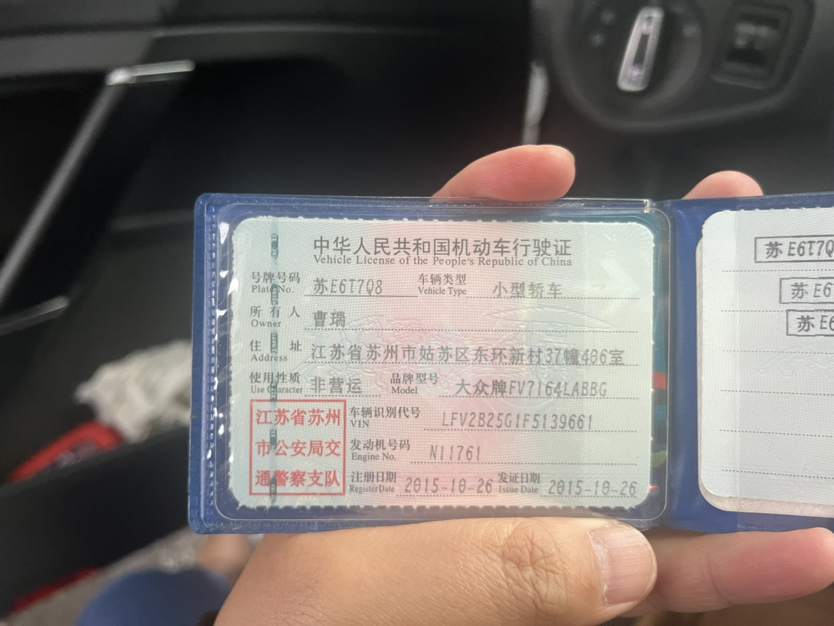 中华人民共和国机动车行驶证
Vehicle License of the People's Republic of China
号牌号码 苏E6T7Q8 车辆类型 小型轿车
Plate No. Vehicle Type
所有人 曹瑞
Owner
住址 江苏省苏州市姑苏区东环新村37幢406室
Address
使用性质 非营运 品牌型号 大众牌FV7164LABBG
Use Character Model
江苏省苏州
市公安局交
通警察支队
车辆识别代号 LFV2B25G1F5139661
VIN
发动机号码 N11761
Engine No.
注册日期 2015-10-26 发证日期 2015-10-26
Register Date Issue Date
苏E6T7Q
苏E6
苏E6